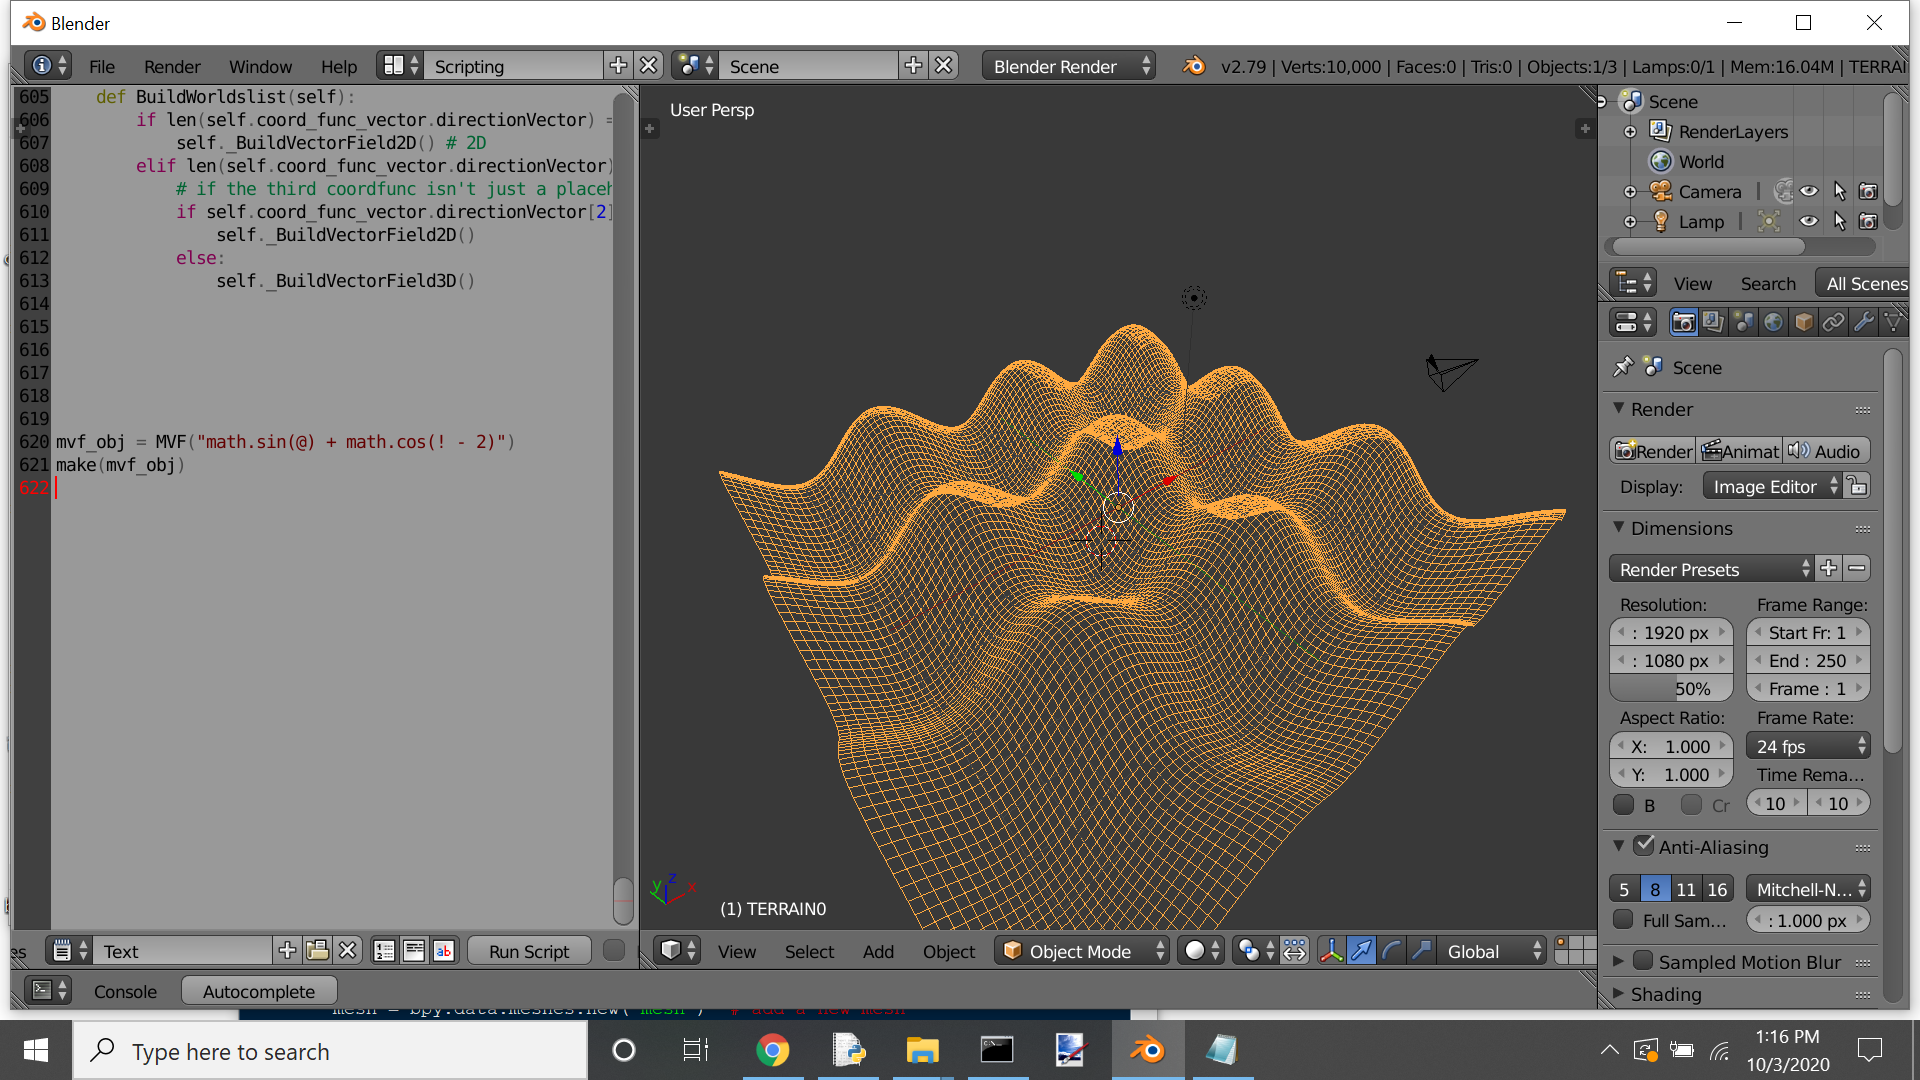 Blender
File Render Window Help Scripting Scene Blender Render v2.79 | Verts:10,000 | Faces:0 | Tris:0 | Objects:1/3 | Lamps:0/1 | Mem:16.04M | TERRAI
605 def BuildWorldslist(self):
606 if len(self.coord_func_vector.directionVector) =
607 self._BuildVectorField2D() # 2D
608 elif len(self.coord_func_vector.directionVector)
609 # if the third coordfunc isn't just a placeh
610 if self.coord_func_vector.directionVector[2]
611 self._BuildVectorField2D()
612 else:
613 self._BuildVectorField3D()
614
615
616
617
618
619
620 mvf_obj = MVF("math.sin(@) + math.cos(! - 2)")
621 make(mvf_obj)
622
es Text Run Script
Console Autocomplete
User Persp
y z x
(1) TERRAIN0
View Select Add Object Object Mode Global
Scene
RenderLayers
World
Camera
Lamp
View Search All Scenes
Scene
Render
Render Animat Audio
Display: Image Editor
Dimensions
Render Presets
Resolution: Frame Range:
: 1920 px Start Fr: 1
: 1080 px End : 250
50% Frame : 1
Aspect Ratio: Frame Rate:
X: 1.000 24 fps
Y: 1.000 Time Rema...
B Cr 10 10
Anti-Aliasing
5 8 11 16 Mitchell-N...
Full Sam... : 1.000 px
Sampled Motion Blur
Shading
mesh = bpy.data.meshes.new("mesh") # add a new mesh
Type here to search
1:16 PM
10/3/2020